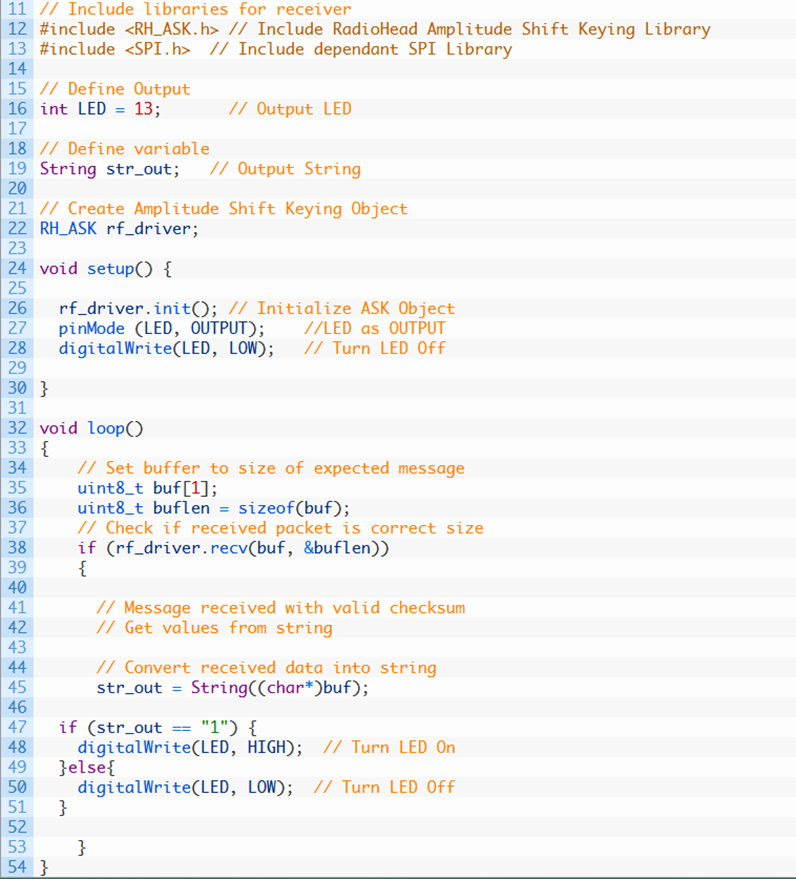 11 // Include libraries for receiver
12 #include <RH_ASK.h> // Include RadioHead Amplitude Shift Keying Library
13 #include <SPI.h>  // Include dependant SPI Library
14
15 // Define Output
16 int LED = 13;       // Output LED
17
18 // Define variable
19 String str_out;   // Output String
20
21 // Create Amplitude Shift Keying Object
22 RH_ASK rf_driver;
23
24 void setup() {
25
26   rf_driver.init(); // Initialize ASK Object
27   pinMode (LED, OUTPUT);    //LED as OUTPUT
28   digitalWrite(LED, LOW);   // Turn LED Off
29
30 }
31
32 void loop()
33 {
34     // Set buffer to size of expected message
35     uint8_t buf[1];
36     uint8_t buflen = sizeof(buf);
37     // Check if received packet is correct size
38     if (rf_driver.recv(buf, &buflen))
39     {
40
41       // Message received with valid checksum
42       // Get values from string
43
44       // Convert received data into string
45       str_out = String((char*)buf);
46
47   if (str_out == "1") {
48     digitalWrite(LED, HIGH);  // Turn LED On
49   }else{
50     digitalWrite(LED, LOW);  // Turn LED Off
51   }
52
53     }
54 }